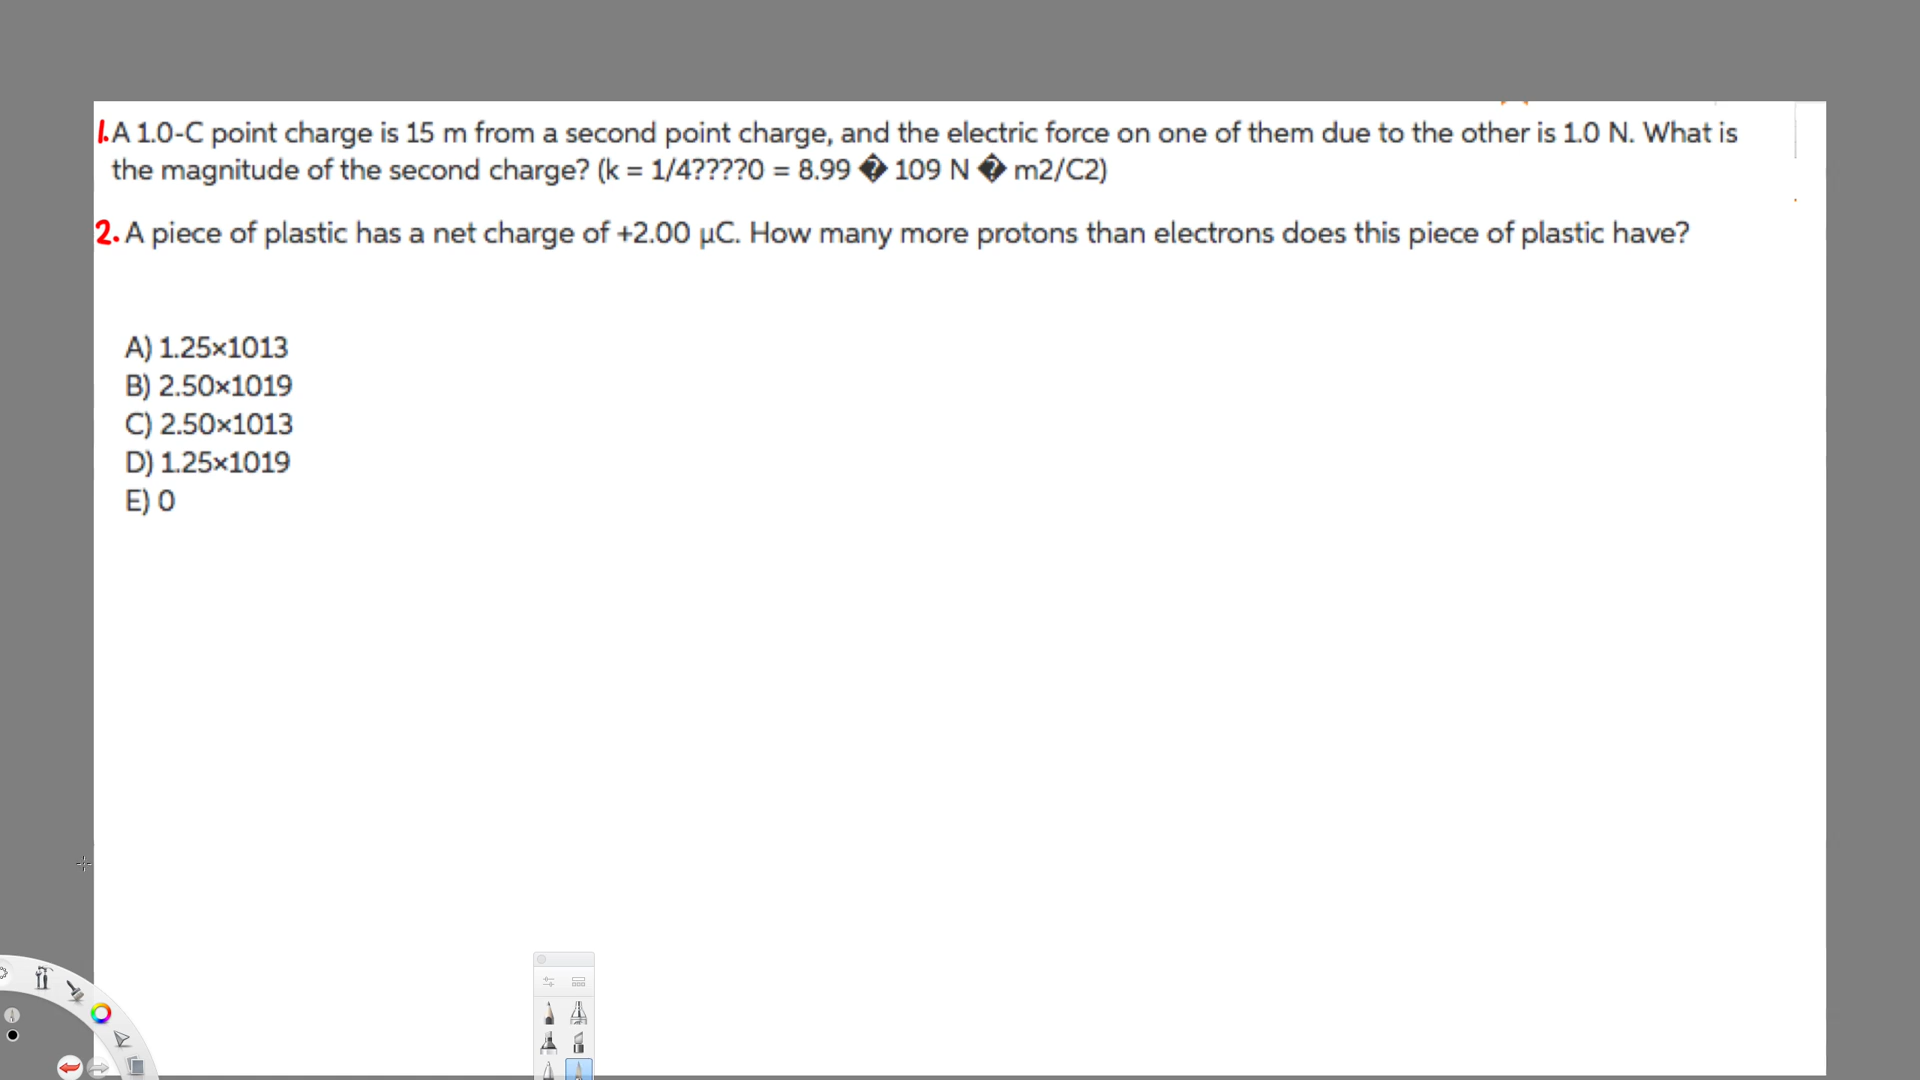 1. A 1.0-C point charge is 15 m from a second point charge, and the electric force on one of them due to the other is 1.0 N. What is
the magnitude of the second charge? (k = 1/4????0 = 8.99 � 109 N � m2/C2)
2. A piece of plastic has a net charge of +2.00 μC. How many more protons than electrons does this piece of plastic have?
A) 1.25×1013
B) 2.50×1019
C) 2.50×1013
D) 1.25×1019
E) 0